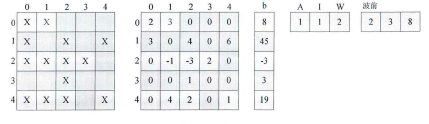 0 1 2 3 4
0 X X
1 X X X
2 X X X X
3 X
4 X X X X
0 1 2 3 4 b
0 2 3 0 0 0 8
1 3 0 4 0 6 45
2 0 -1 -3 2 0 -3
3 0 0 1 0 0 3
4 0 4 2 0 1 19
A I W 波前
1 1 2 2 3 8